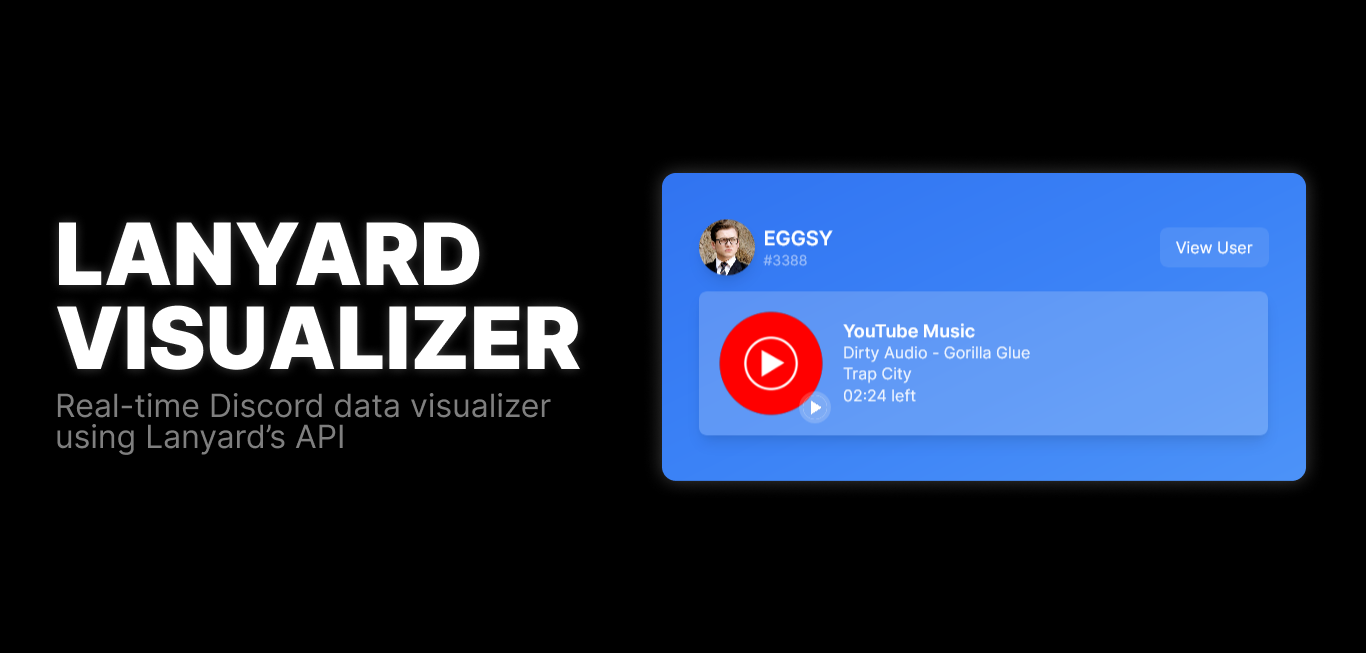 LANYARD
VISUALIZER
Real-time Discord data visualizer
using Lanyard’s API
EGGSY
#3388
View User
YouTube Music
Dirty Audio - Gorilla Glue
Trap City
02:24 left